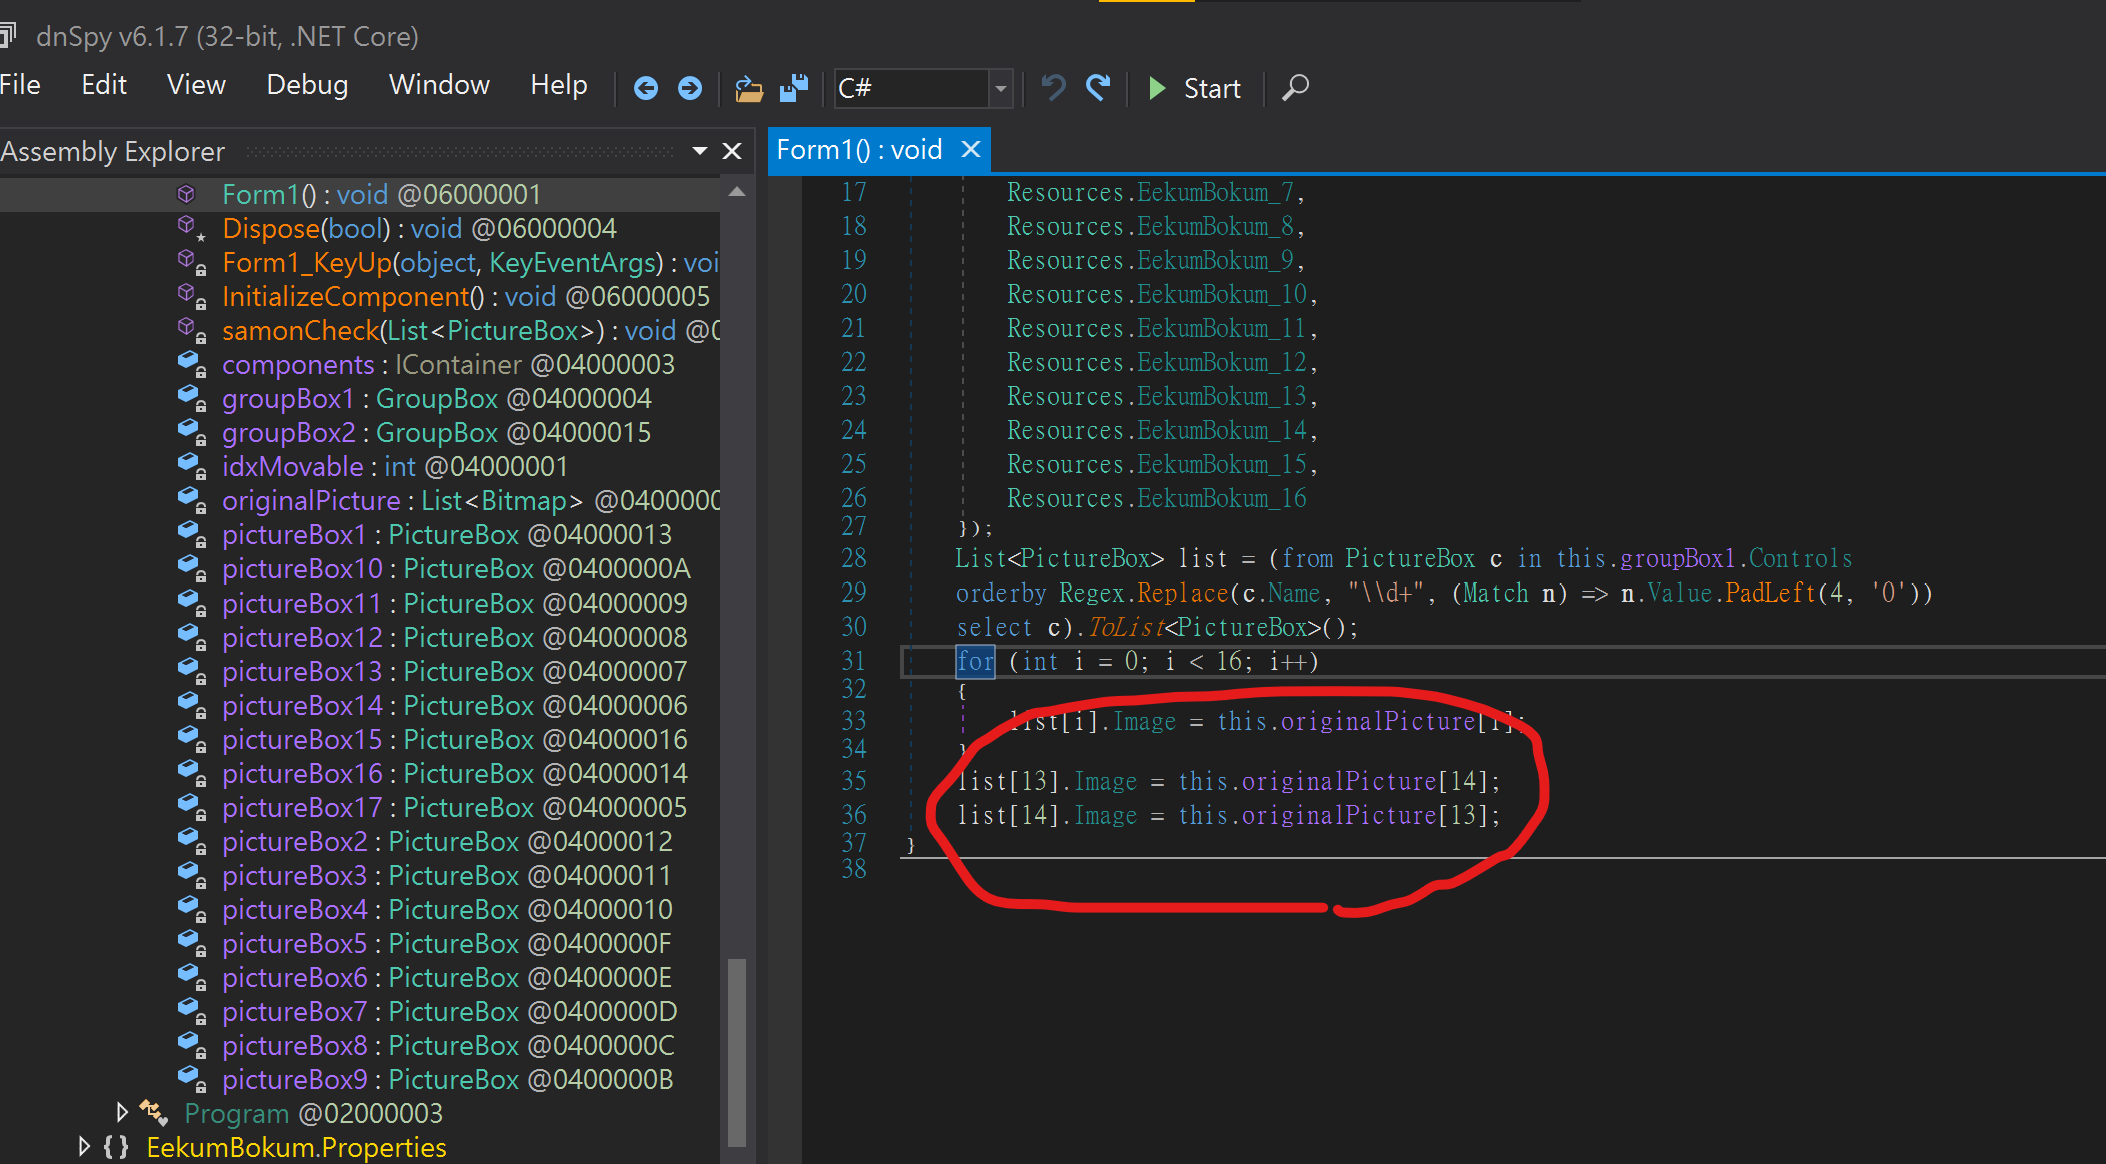 dnSpy v6.1.7 (32-bit, .NET Core)
File Edit View Debug Window Help C# Start
Assembly Explorer
Form1() : void @06000001
Dispose(bool) : void @06000004
Form1_KeyUp(object, KeyEventArgs) : voi
InitializeComponent() : void @06000005
samonCheck(List<PictureBox>) : void @0
components : IContainer @04000003
groupBox1 : GroupBox @04000004
groupBox2 : GroupBox @04000015
idxMovable : int @04000001
originalPicture : List<Bitmap> @0400000
pictureBox1 : PictureBox @04000013
pictureBox10 : PictureBox @0400000A
pictureBox11 : PictureBox @04000009
pictureBox12 : PictureBox @04000008
pictureBox13 : PictureBox @04000007
pictureBox14 : PictureBox @04000006
pictureBox15 : PictureBox @04000016
pictureBox16 : PictureBox @04000014
pictureBox17 : PictureBox @04000005
pictureBox2 : PictureBox @04000012
pictureBox3 : PictureBox @04000011
pictureBox4 : PictureBox @04000010
pictureBox5 : PictureBox @0400000F
pictureBox6 : PictureBox @0400000E
pictureBox7 : PictureBox @0400000D
pictureBox8 : PictureBox @0400000C
pictureBox9 : PictureBox @0400000B
Program @02000003
{} EekumBokum.Properties
Form1() : void
17 Resources.EekumBokum_7,
18 Resources.EekumBokum_8,
19 Resources.EekumBokum_9,
20 Resources.EekumBokum_10,
21 Resources.EekumBokum_11,
22 Resources.EekumBokum_12,
23 Resources.EekumBokum_13,
24 Resources.EekumBokum_14,
25 Resources.EekumBokum_15,
26 Resources.EekumBokum_16
27 });
28 List<PictureBox> list = (from PictureBox c in this.groupBox1.Controls
29 orderby Regex.Replace(c.Name, "\\d+", (Match n) => n.Value.PadLeft(4, '0'))
30 select c).ToList<PictureBox>();
31 for (int i = 0; i < 16; i++)
32 {
33 list[i].Image = this.originalPicture[i];
34 }
35 list[13].Image = this.originalPicture[14];
36 list[14].Image = this.originalPicture[13];
37 }
38